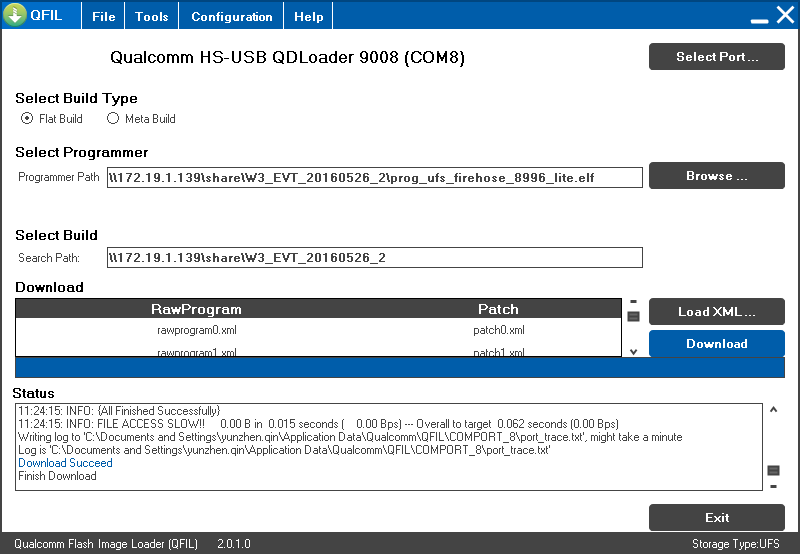 QFIL File Tools Configuration Help
Qualcomm HS-USB QDLoader 9008 (COM8)
Select Port ...
Select Build Type
Flat Build Meta Build
Select Programmer
Programmer Path \\172.19.1.139\share\W3_EVT_20160526_2\prog_ufs_firehose_8996_lite.elf
Browse ...
Select Build
Search Path: \\172.19.1.139\share\W3_EVT_20160526_2
Download
RawProgram Patch
Load XML ...
rawprogram0.xml patch0.xml
rawprogram1.xml patch1.xml
Download
Status
11:24:15: INFO: {All Finished Successfully}
11:24:15: INFO: FILE ACCESS SLOW!! 0.00 B in 0.015 seconds ( 0.00 Bps) --- Overall to target 0.062 seconds (0.00 Bps)
Writing log to 'C:\Documents and Settings\yunzhen.qin\Application Data\Qualcomm\QFIL\COMPORT_8\port_trace.txt', might take a minute
Log is 'C:\Documents and Settings\yunzhen.qin\Application Data\Qualcomm\QFIL\COMPORT_8\port_trace.txt'
Download Succeed
Finish Download
Exit
Qualcomm Flash Image Loader (QFIL) 2.0.1.0 Storage Type:UFS